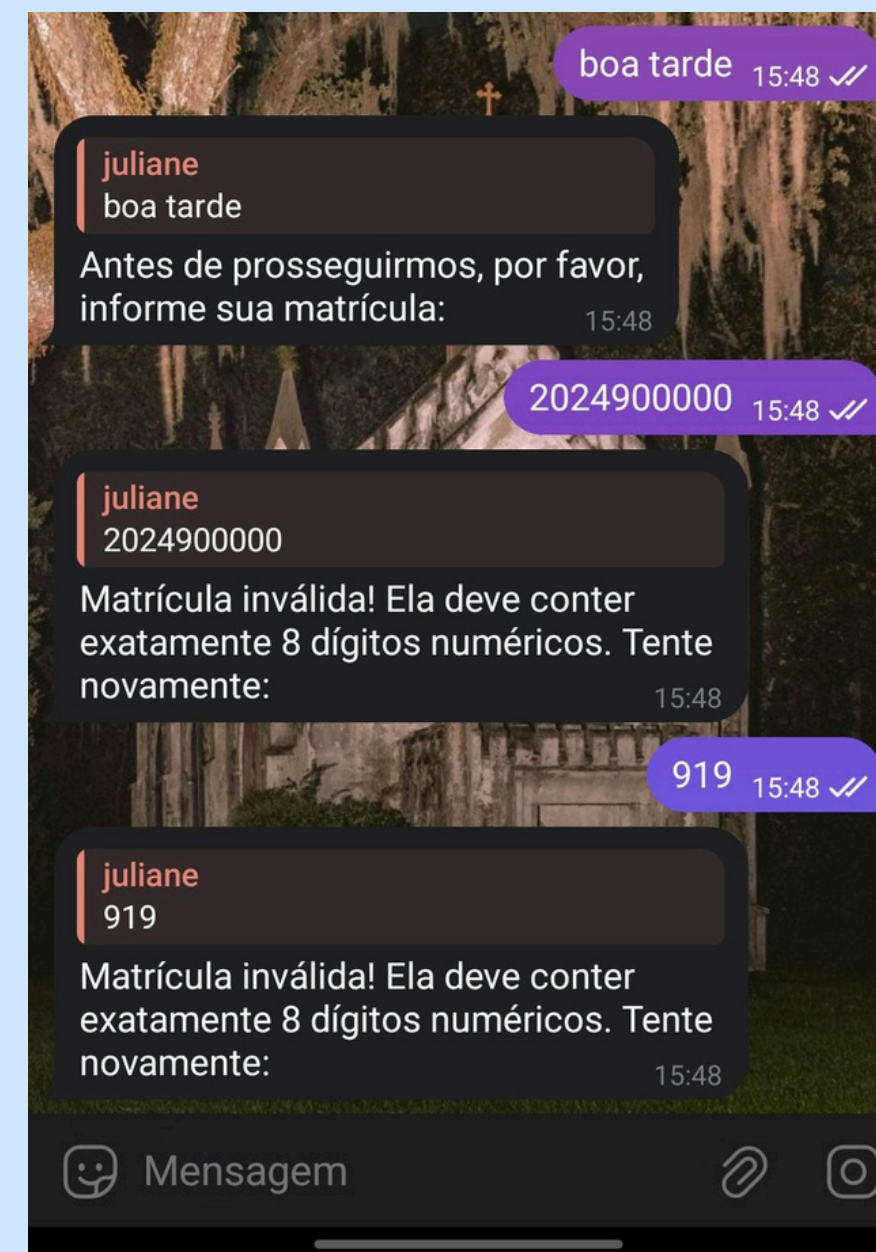 boa tarde 15:48
juliane
boa tarde
Antes de prosseguirmos, por favor,
informe sua matrícula:
15:48
2024900000 15:48
juliane
2024900000
Matrícula inválida! Ela deve conter
exatamente 8 dígitos numéricos. Tente
novamente:
15:48
919 15:48
juliane
919
Matrícula inválida! Ela deve conter
exatamente 8 dígitos numéricos. Tente
novamente:
15:48
Mensagem